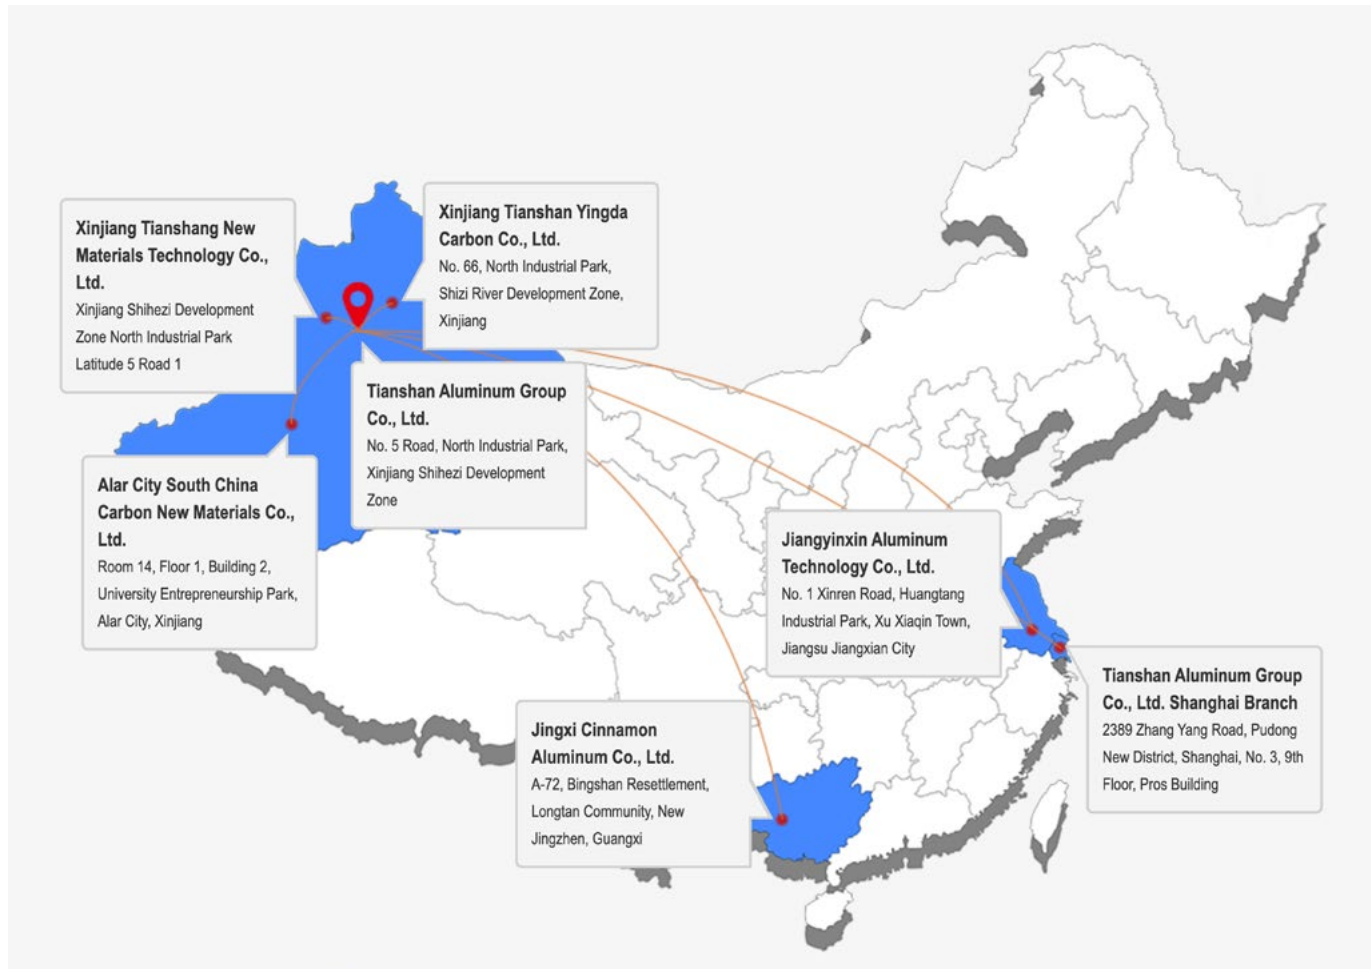 Xinjiang Tianshang New
Materials Technology Co.,
Ltd.
Xinjiang Shihezi Development
Zone North Industrial Park
Latitude 5 Road 1
Xinjiang Tianshan Yingda
Carbon Co., Ltd.
No. 66, North Industrial Park,
Shizi River Development Zone,
Xinjiang
Tianshan Aluminum Group
Co., Ltd.
No. 5 Road, North Industrial Park,
Xinjiang Shihezi Development
Zone
Alar City South China
Carbon New Materials Co.,
Ltd.
Room 14, Floor 1, Building 2,
University Entrepreneurship Park,
Alar City, Xinjiang
Jiangyinxin Aluminum
Technology Co., Ltd.
No. 1 Xinren Road, Huangtang
Industrial Park, Xu Xiaqin Town,
Jiangsu Jiangxian City
Tianshan Aluminum Group
Co., Ltd. Shanghai Branch
2389 Zhang Yang Road, Pudong
New District, Shanghai, No. 3, 9th
Floor, Pros Building
Jingxi Cinnamon
Aluminum Co., Ltd.
A-72, Bingshan Resettlement,
Longtan Community, New
Jingzhen, Guangxi